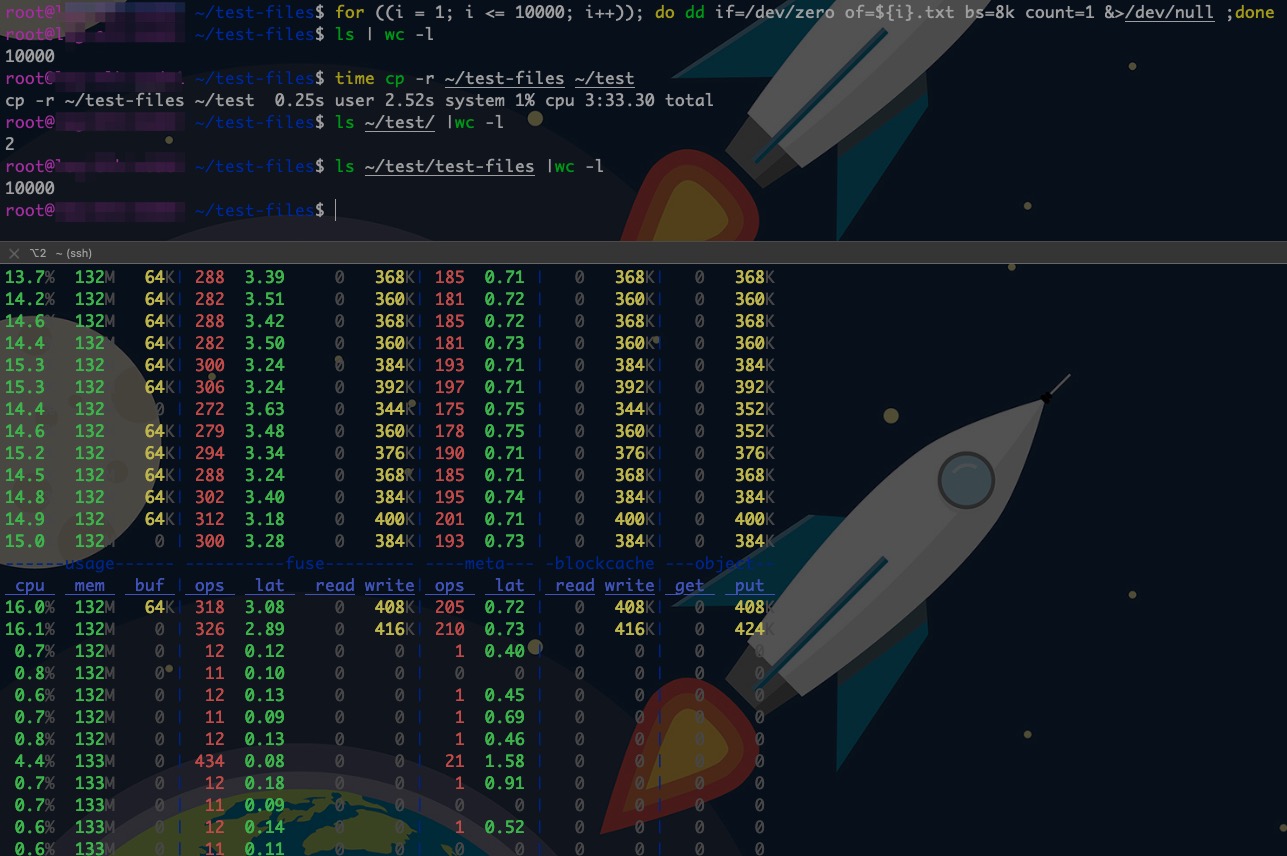 root@l ~/test-files$ for ((i = 1; i <= 10000; i++)); do dd if=/dev/zero of=${i}.txt bs=8k count=1 &>/dev/null ;done
root@l ~/test-files$ ls | wc -l
10000
root@ ~/test-files$ time cp -r ~/test-files ~/test
cp -r ~/test-files ~/test 0.25s user 2.52s system 1% cpu 3:33.30 total
root@ ~/test-files$ ls ~/test/ |wc -l
2
root@ ~/test-files$ ls ~/test/test-files |wc -l
10000
root@ ~/test-files$
⌥2 ~ (ssh)
13.7% 132M 64K| 288 3.39 0 368K| 185 0.71 | 0 368K| 0 368K
14.2% 132M 64K| 282 3.51 0 360K| 181 0.72 | 0 360K| 0 360K
14.6% 132M 64K| 288 3.42 0 368K| 185 0.72 | 0 368K| 0 368K
14.4 132 64K| 282 3.50 0 360K| 181 0.73 | 0 360K| 0 360K
15.3 132 64K| 300 3.24 0 384K| 193 0.71 | 0 384K| 0 384K
15.3 132 64K| 306 3.24 0 392K| 197 0.71 | 0 392K| 0 392K
14.4 132 0| 272 3.63 0 344K| 175 0.75 | 0 344K| 0 352K
14.6 132 64K| 279 3.48 0 360K| 178 0.75 | 0 360K| 0 352K
15.2 132 64K| 294 3.34 0 376K| 190 0.71 | 0 376K| 0 376K
14.5 132 64K| 288 3.24 0 368K| 185 0.71 | 0 368K| 0 368K
14.8 132 64K| 302 3.40 0 384K| 195 0.74 | 0 384K| 0 384K
14.9 132 64K| 312 3.18 0 400K| 201 0.71 | 0 400K| 0 400K
15.0 132 0| 300 3.28 0 384K| 193 0.73 | 0 384K| 0 384K
------usage------ ----------fuse--------- ----meta--- -blockcache ---object--
cpu mem buf | ops lat read write| ops lat | read write| get put
16.0% 132M 64K| 318 3.08 0 408K| 205 0.72 | 0 408K| 0 408K
16.1% 132M 0 | 326 2.89 0 416K| 210 0.73 | 0 416K| 0 424K
0.7% 132M 0 | 12 0.12 0 0 | 1 0.40 | 0 0 | 0 0
0.8% 132M 0 | 11 0.10 0 0 | 0 0 | 0 0 | 0 0
0.6% 132M 0 | 12 0.13 0 0 | 1 0.45 | 0 0 | 0 0
0.7% 132M 0 | 11 0.09 0 0 | 1 0.69 | 0 0 | 0 0
0.8% 132M 0 | 12 0.13 0 0 | 1 0.46 | 0 0 | 0 0
4.4% 133M 0 | 434 0.08 0 0 | 21 1.58 | 0 0 | 0 0
0.7% 133M 0 | 12 0.18 0 0 | 1 0.91 | 0 0 | 0 0
0.7% 133M 0 | 11 0.09 0 0 | 0 0 | 0 0 | 0 0
0.6% 133M 0 | 12 0.14 0 0 | 1 0.52 | 0 0 | 0 0
0.6% 133M 0 | 11 0.11 0 0 | 0 0 | 0 0 | 0 0